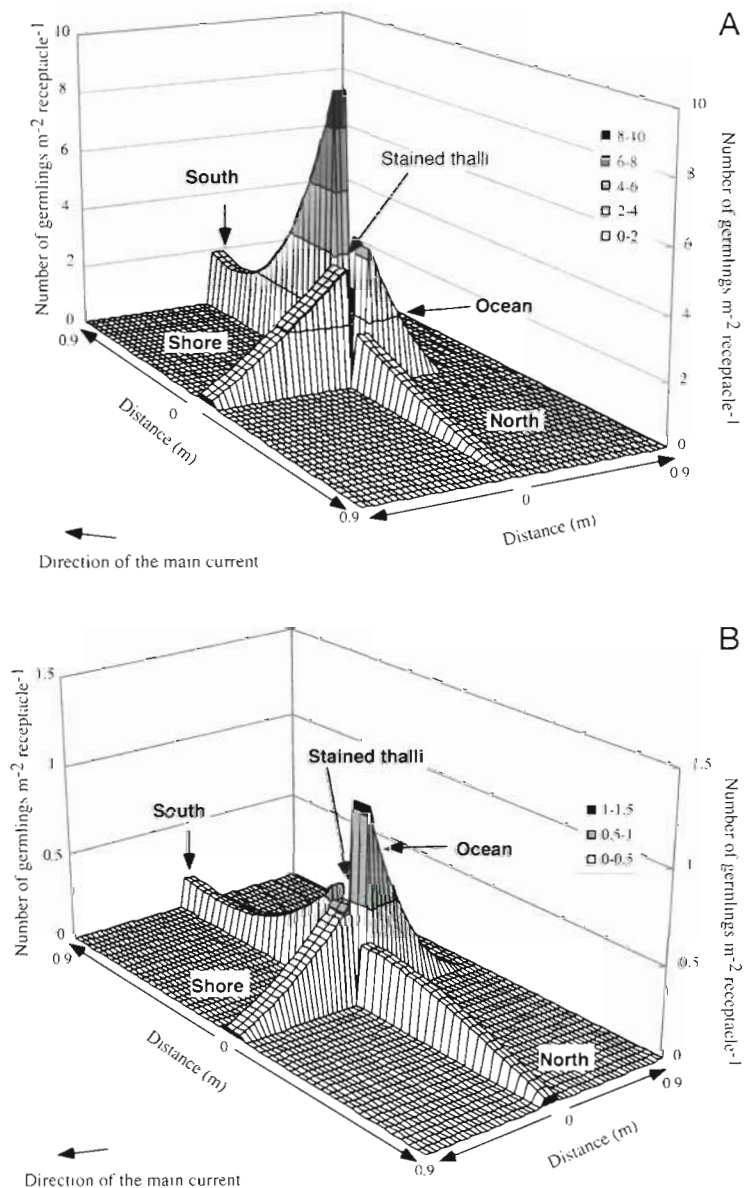 A
10
8
6
4
2
0
Number of germlings m-2 receptacle-1
10
8
6
4
2
0
Number of germlings m-2 receptacle-1
8-10
6-8
4-6
2-4
0-2
Stained thalli
South
Ocean
Shore
North
0.9
0
0.9
Distance (m)
0
0.9
Distance (m)
Direction of the main current
B
1.5
1
0.5
0
Number of germlings m-2 receptacle-1
1.5
1
0.5
0
Number of germlings m-2 receptacle-1
1-1.5
0.5-1
0-0.5
Stained thalli
South
Ocean
Shore
North
0 9
0
0.9
Distance (m)
0
0 9
Distance (m)
Direction of the main current